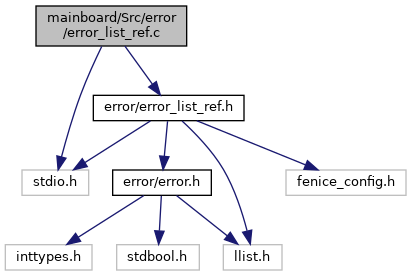 mainboard/Src/error
/error_list_ref.c
error/error_list_ref.h
stdio.h
error/error.h
fenice_config.h
inttypes.h
stdbool.h
llist.h